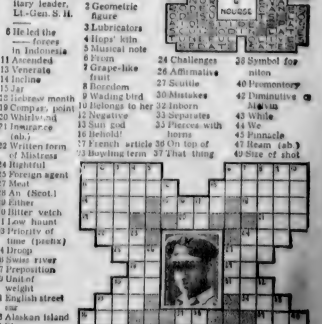 itary leader,
Lt.-Gen. S. H.
6 He led the
forces
in Indonesia
11 Ascended
13 Venerate
14 Incline
15 Jar
18 Hebrew month
19 Compass point
20 Whirlwind
21 Insurance
(ab.)
22 Written form
of Mistress
24 Rightful
25 Foreign agent
27 Meat
28 An (Scot.)
29 Either
30 Bitter vetch
31 Low haunt
33 Priority of
time (prefix)
34 Droop
36 Swiss river
37 Preposition
39 Unit of
weight
English street
car
Alaskan island
2 Geometric
figure
3 Lubricators
4 Hops' kiln
5 Musical note
6 From
7 Grape-like
fruit
8 Boredom
9 Wading bird
10 Belongs to her
12 Negative
13 Sun god
16 Behold!
17 French article
23 Bowling term
24 Challenges
26 Affirmative
27 Scuttle
30 Mistakes
32 Inborn
33 Separates
35 Pierces with
horns
36 On top of
37 That thing
38 Symbol for
niton
40 Promontory
42 Diminutive of
Melvin
43 While
44 We
45 Pinnacle
47 Ream (ab.)
49 Size of shot